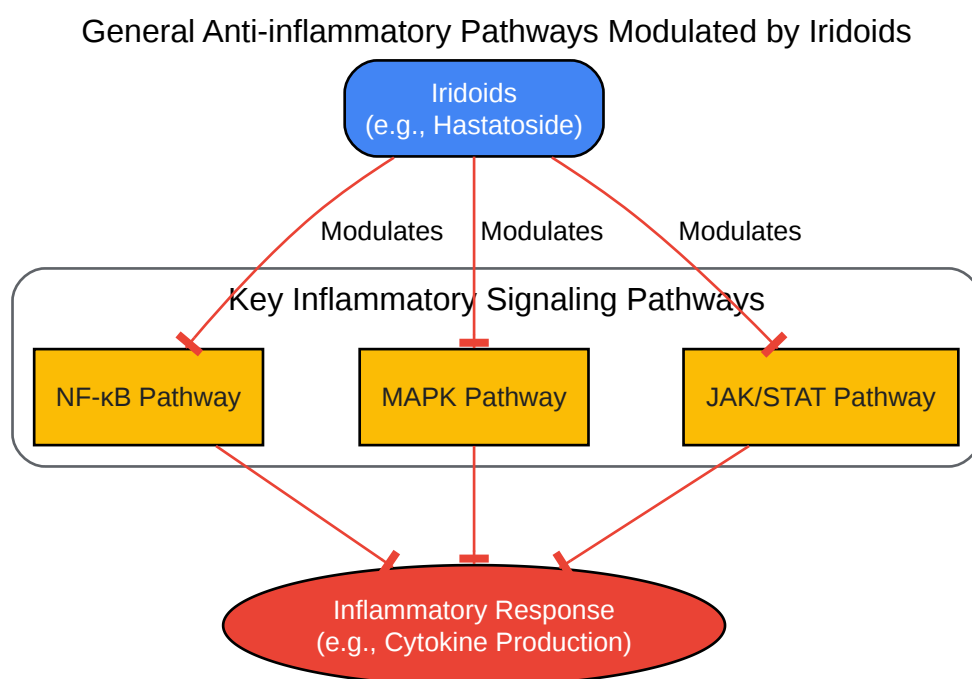 General Anti-inflammatory Pathways Modulated by Iridoids
Iridoids
(e.g., Hastatoside)
Modulates
Modulates
Modulates
Key Inflammatory Signaling Pathways
NF-κB Pathway
MAPK Pathway
JAK/STAT Pathway
Inflammatory Response
(e.g., Cytokine Production)